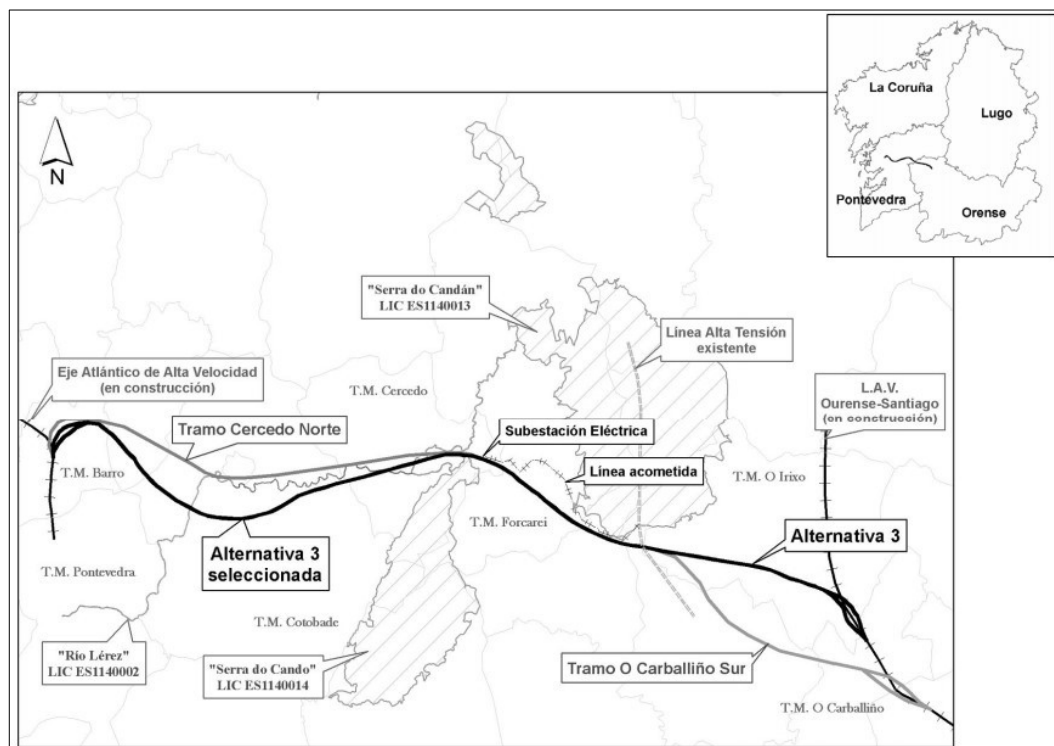 La Coruña
Lugo
Pontevedra
Orense
N
"Serra do Candán"
LIC ES1140013
Línea Alta Tensión
existente
Eje Atlántico de Alta Velocidad
(en construcción)
T.M. Cercedo
L.A.V.
Ourense-Santiago
(en construcción)
Tramo Cercedo Norte
Subestación Eléctrica
T.M. Barro
Línea acometida
T.M. O Irixo
T.M. Forcarei
Alternativa 3
Alternativa 3
seleccionada
T.M. Pontevedra
T.M. Cotobade
"Río Lérez"
LIC ES1140002
"Serra do Cando"
LIC ES1140014
Tramo O Carballiño Sur
T.M. O Carballiño